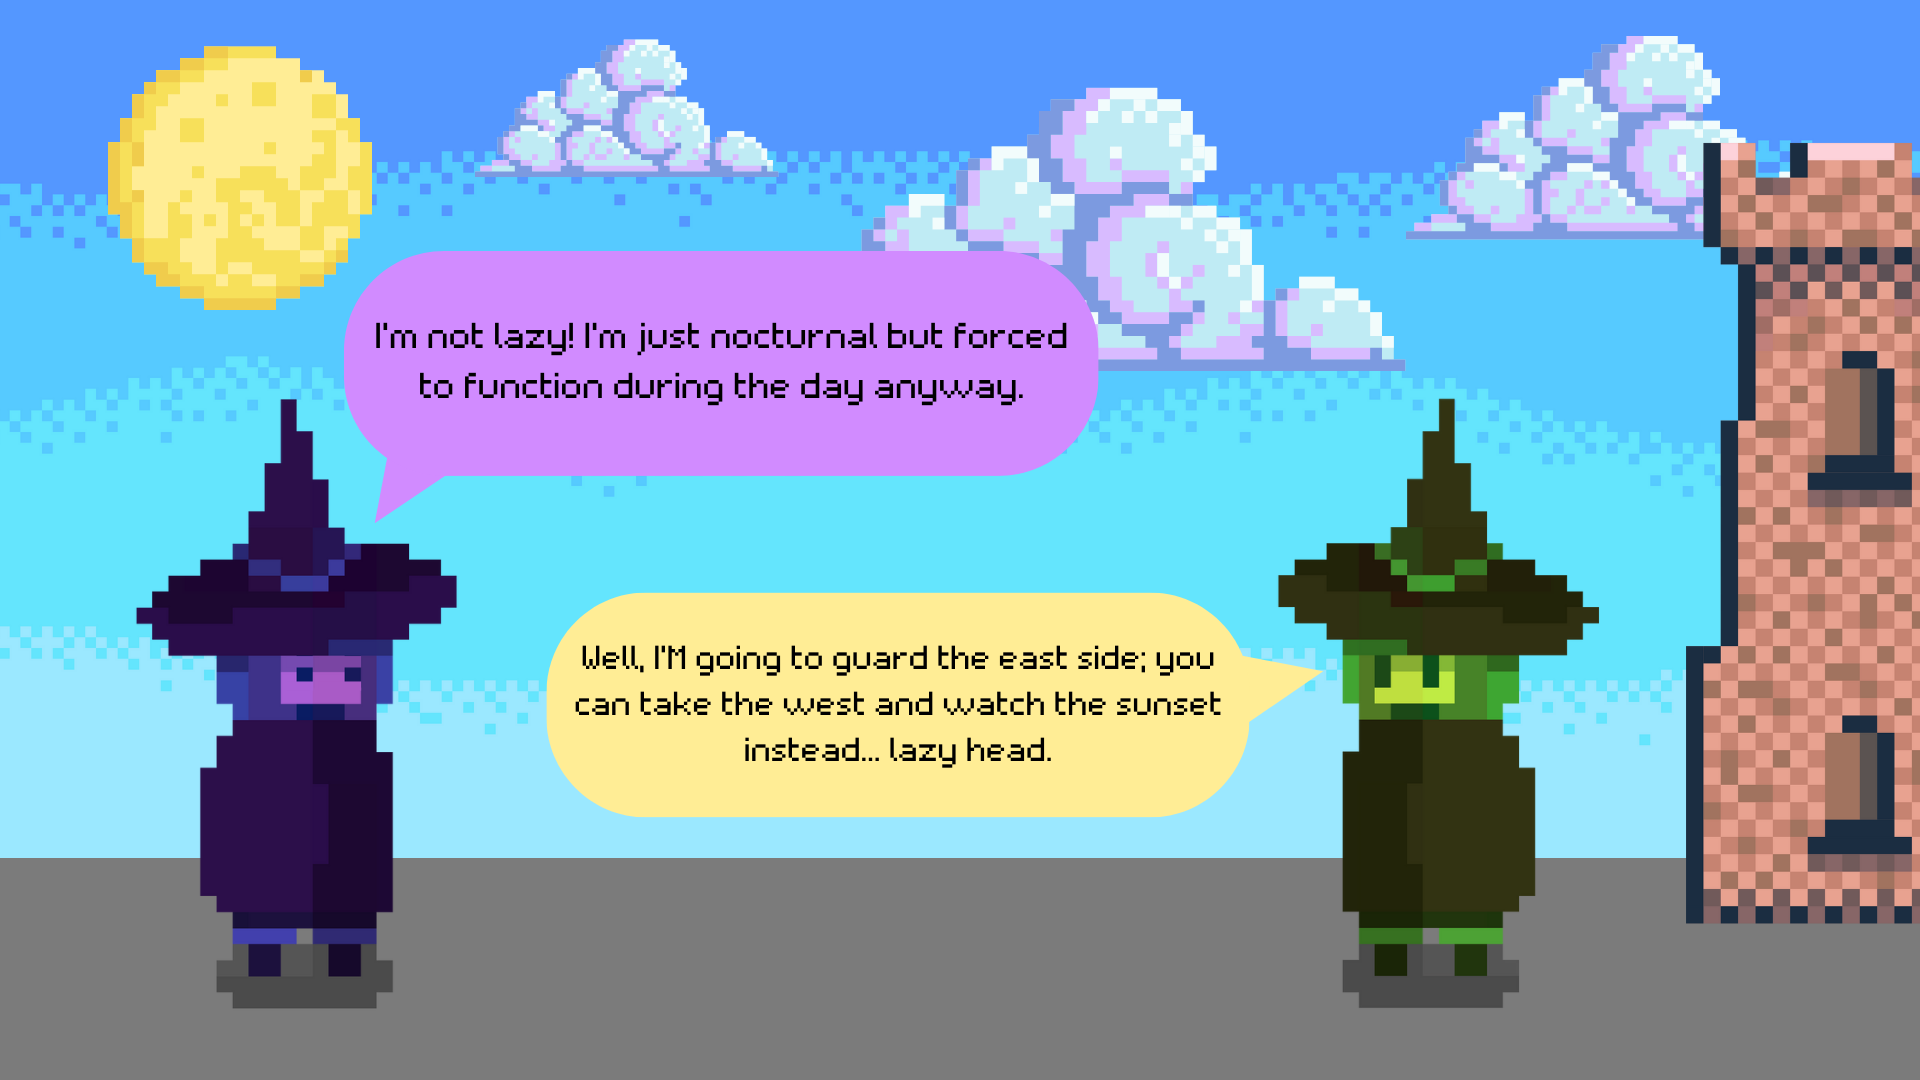 I'm not lazy! I'm just nocturnal but forced
to function during the day anyway.
Well, I'M going to guard the east side; you
can take the west and watch the sunset
instead... lazy head.